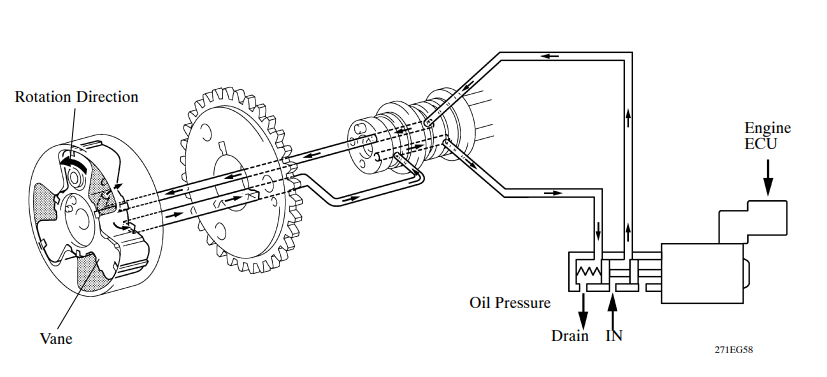 Rotation Direction
Engine
ECU
Oil Pressure
Drain
IN
Vane
271EG58